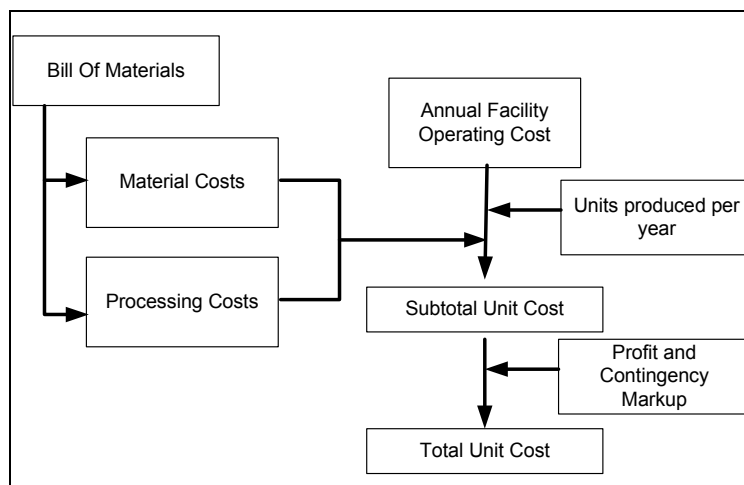 Bill Of Materials
Annual Facility
Operating Cost
Material Costs
Units produced per
year
Processing Costs
Subtotal Unit Cost
Profit and
Contingency
Markup
Total Unit Cost